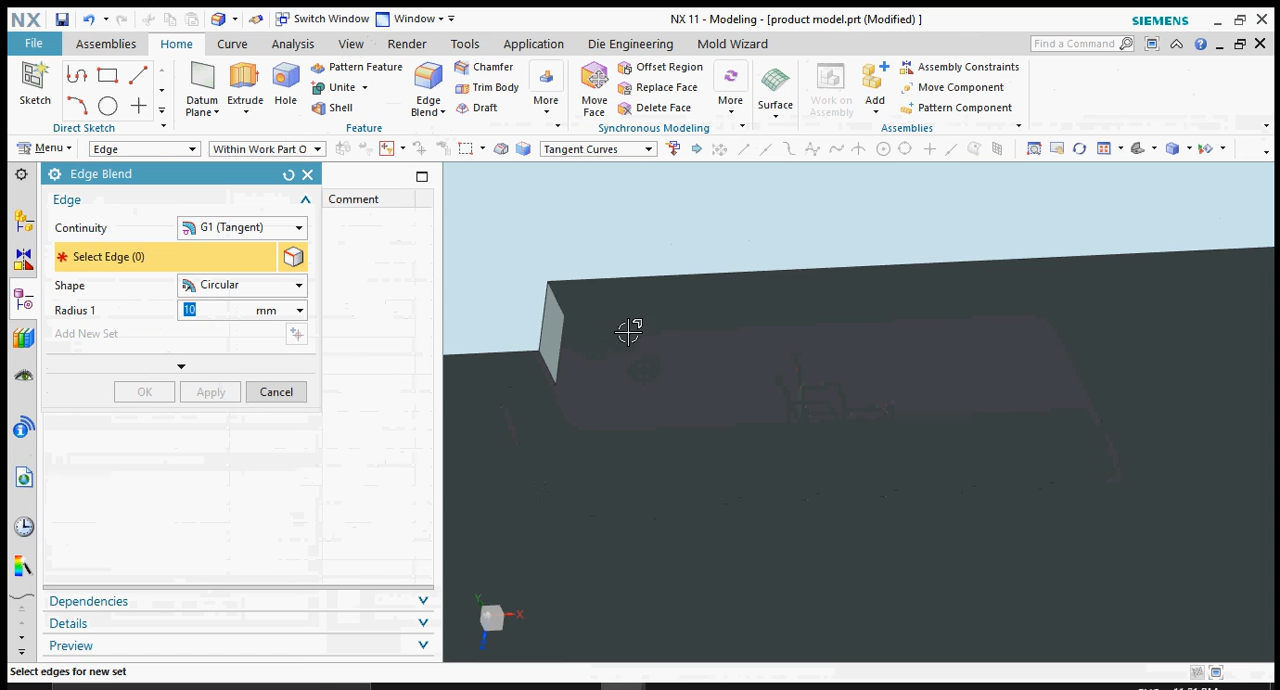 NX Switch Window Window NX 11 - Modeling - [product model.prt (Modified) ] SIEMENS
File Assemblies Home Curve Analysis View Render Tools Application Die Engineering Mold Wizard Find a Command
Sketch
Direct Sketch
Datum Plane
Extrude
Hole
Pattern Feature
Unite
Shell
Edge Blend
Chamfer
Trim Body
Draft
More
Feature
Move Face
Offset Region
Replace Face
Delete Face
More
Synchronous Modeling
Surface
Work on Assembly
Add
Assembly Constraints
Move Component
Pattern Component
Assemblies
Menu Edge Within Work Part O Tangent Curves
Edge Blend
Edge
Comment
Continuity G1 (Tangent)
* Select Edge (0)
Shape Circular
Radius 1 10 mm
Add New Set
OK Apply Cancel
Dependencies
Details
Preview
Y
X
Select edges for new set